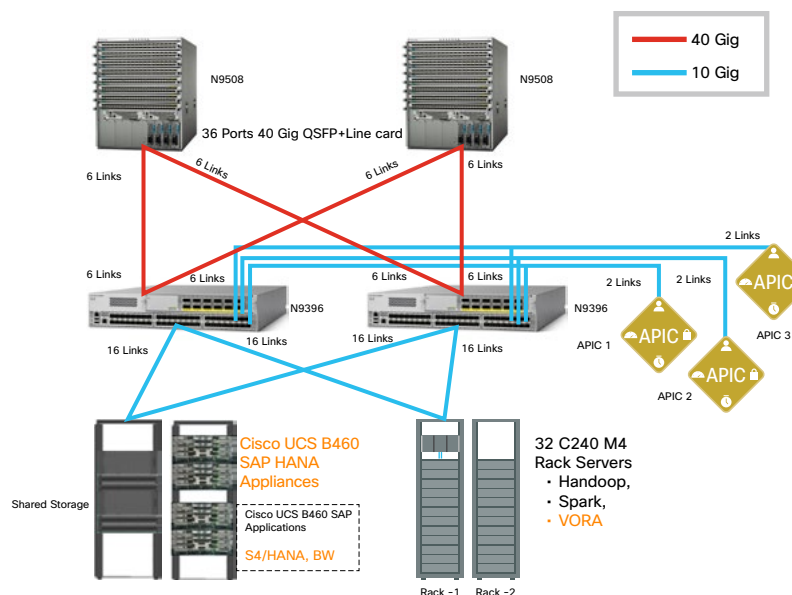 40 Gig
10 Gig
N9508
N9508
36 Ports 40 Gig QSFP+Line card
6 Links
6 Links
6 Links
6 Links
2 Links
6 Links
6 Links
6 Links
6 Links
2 Links
2 Links
APIC
APIC 3
N9396
N9396
APIC
APIC 1
APIC
APIC 2
16 Links
16 Links
16 Links
16 Links
Cisco UCS B460
SAP HANA
Appliances
Shared Storage
Cisco UCS B460 SAP
Applications
S4/HANA, BW
32 C240 M4
Rack Servers
• Handoop,
• Spark,
• VORA
Rack -1
Rack -2